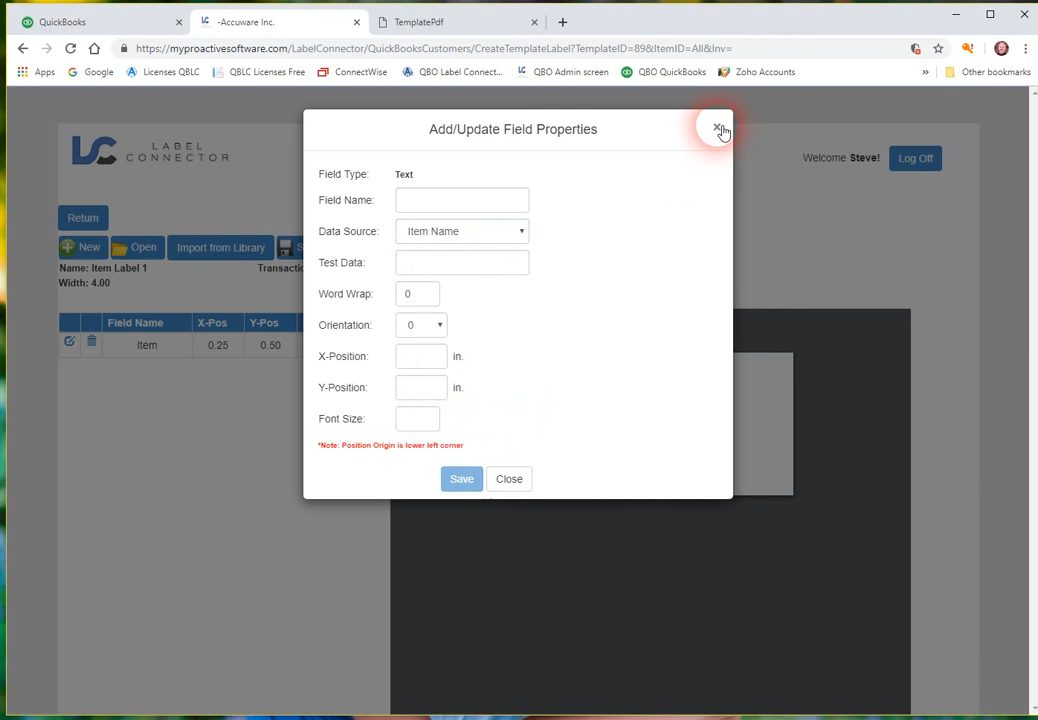 QuickBooks
-Accuware Inc.
TemplatePdf
https://myproactivesoftware.com/LabelConnector/QuickBooksCustomers/CreateTemplateLabel?TemplateID=89&ItemID=All&Inv=
Apps Google Licenses QBLC QBLC Licenses Free ConnectWise QBO Label Connect... QBO Admin screen QBO QuickBooks Zoho Accounts » Other bookmarks
LABEL
CONNECTOR
Welcome Steve! Log Off
Return
New Open Import from Library S
Name: Item Label 1 Transactio
Width: 4.00
Field Name X-Pos Y-Pos
Item 0.25 0.50
Add/Update Field Properties
×
Field Type: Text
Field Name:
Data Source: Item Name
Test Data:
Word Wrap: 0
Orientation: 0
X-Position: in.
Y-Position: in.
Font Size:
*Note: Position Origin is lower left corner
Save Close